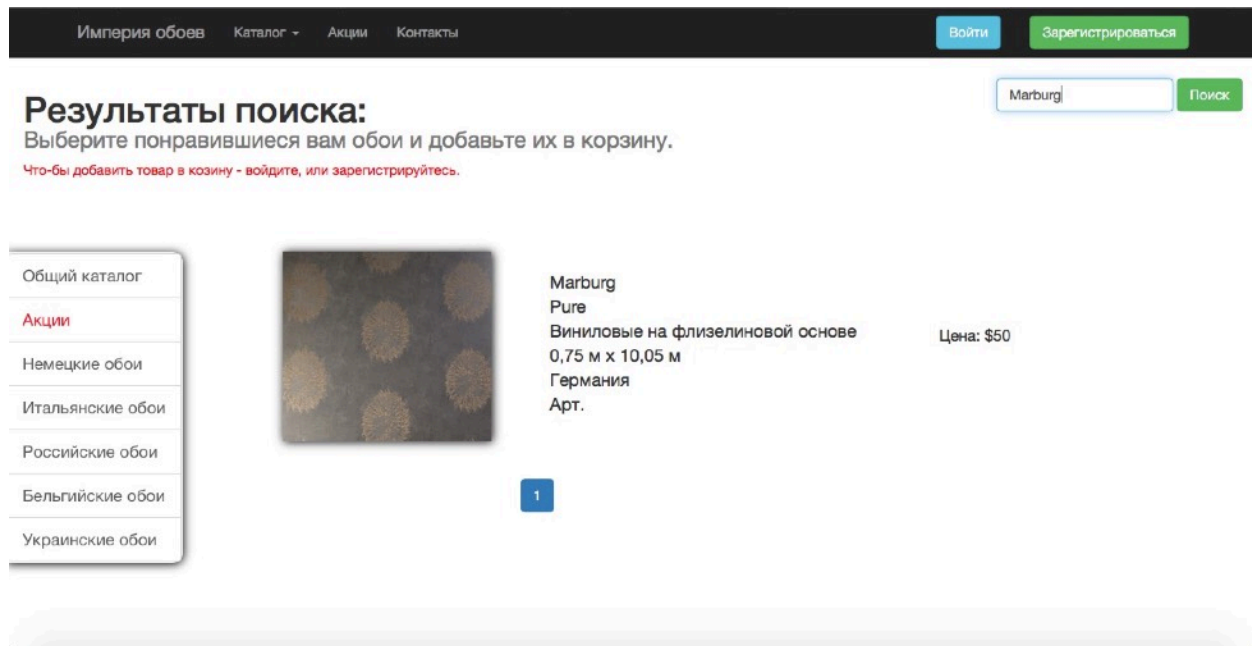 Империя обоев Каталог Акции Контакты Войти Зарегистрироваться
Marburg Поиск
Результаты поиска:
Выберите понравившиеся вам обои и добавьте их в корзину.
Что-бы добавить товар в козину - войдите, или зарегистрируйтесь.
Общий каталог
Акции
Немецкие обои
Итальянские обои
Российские обои
Бельгийские обои
Украинские обои
Marburg
Pure
Виниловые на флизелиновой основе
0,75 м х 10,05 м
Германия
Арт.
Цена: $50
1